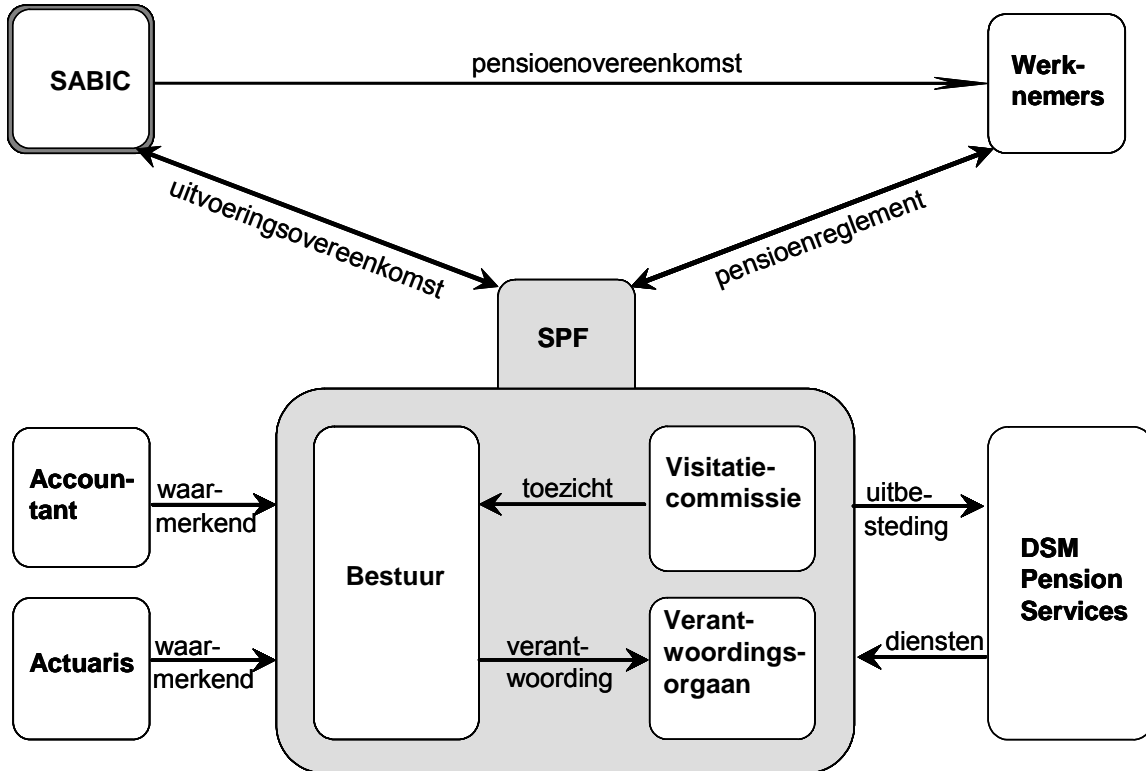 SABIC
pensioenovereenkomst
Werk-
nemers
uitvoeringsovereenkomst
pensioenreglement
SPF
Accoun-
tant
waar-
merkend
Bestuur
toezicht
Visitatie-
commissie
uitbe-
steding
DSM
Pension
Services
Actuaris
waar-
merkend
verant-
woording
Verant-
woordings-
orgaan
diensten